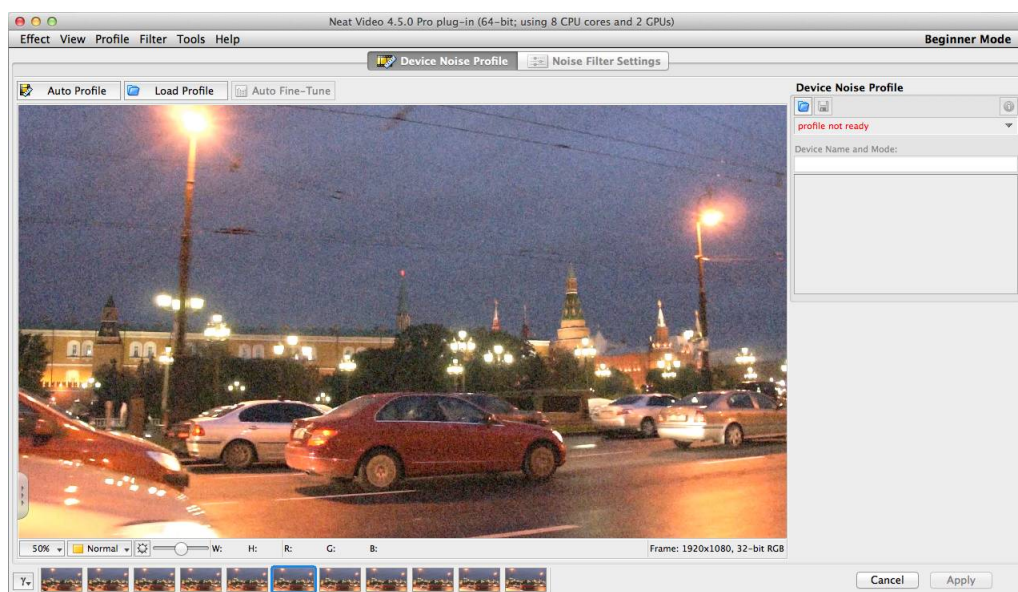 Neat Video 4.5.0 Pro plug-in (64-bit; using 8 CPU cores and 2 GPUs)
Effect View Profile Filter Tools Help Beginner Mode
Device Noise Profile Noise Filter Settings
Auto Profile Load Profile Auto Fine-Tune Device Noise Profile
profile not ready
Device Name and Mode:
50% Normal W: H: R: G: B: Frame: 1920x1080, 32-bit RGB
γ Cancel Apply